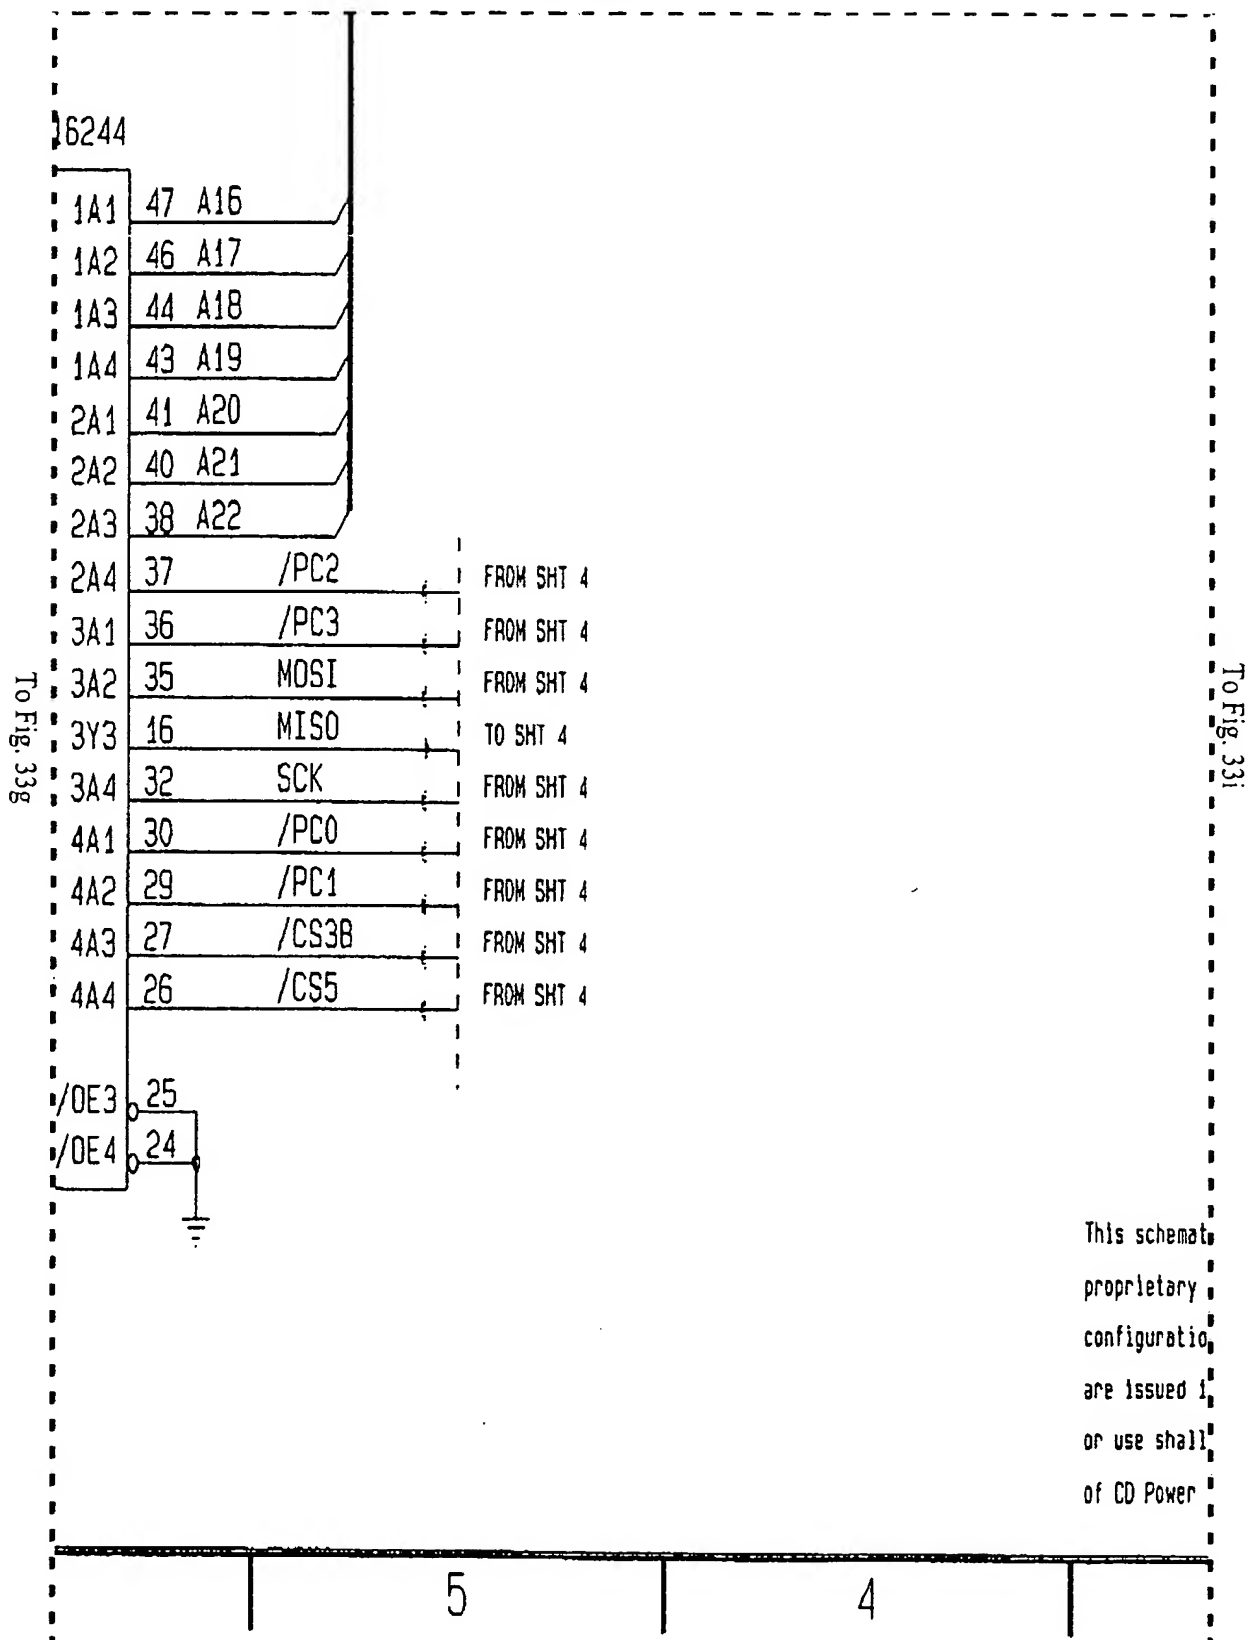 16244
1A1 47 A16
1A2 46 A17
1A3 44 A18
1A4 43 A19
2A1 41 A20
2A2 40 A21
2A3 38 A22
2A4 37 /PC2 FROM SHT 4
3A1 36 /PC3 FROM SHT 4
3A2 35 MOSI FROM SHT 4
3Y3 16 MISO TO SHT 4
3A4 32 SCK FROM SHT 4
4A1 30 /PC0 FROM SHT 4
4A2 29 /PC1 FROM SHT 4
4A3 27 /CS3B FROM SHT 4
4A4 26 /CS5 FROM SHT 4
/OE3 25
/OE4 24
To Fig. 33g
To Fig. 33i
This schemat
proprietary
configuratio
are issued i
or use shall
of CD Power
5 4